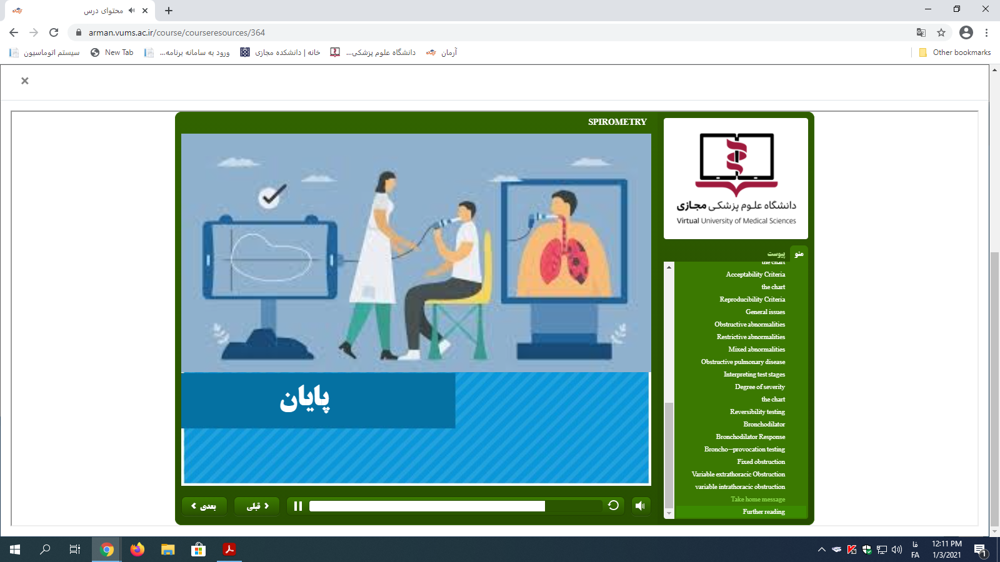 محتوای درس
arman.vums.ac.ir/course/courseresources/364
سیستم اتوماسیون
New Tab
ورود به سامانه برنامه...
خانه | دانشکده مجازی
دانشگاه علوم پزشکی...
آرمان
Other bookmarks
SPIROMETRY
دانشگاه علوم پزشکی مجازی
Virtual University of Medical Sciences
منو
پیوست
the chart
Acceptability Criteria
the chart
Reproducibility Criteria
General issues
Obstructive abnormalities
Restrictive abnormalities
Mixed abnormalities
Obstructive pulmonary disease
Interpreting test stages
Degree of severity
the chart
Reversibility testing
Bronchodilator
Bronchodilator Response
Broncho-provocation testing
Fixed obstruction
Variable extrathoracic Obstruction
variable intrathoracic obstruction
Take home message
Further reading
پایان
بعدی
قبلی
فا
FA
12:11 PM
1/3/2021
1